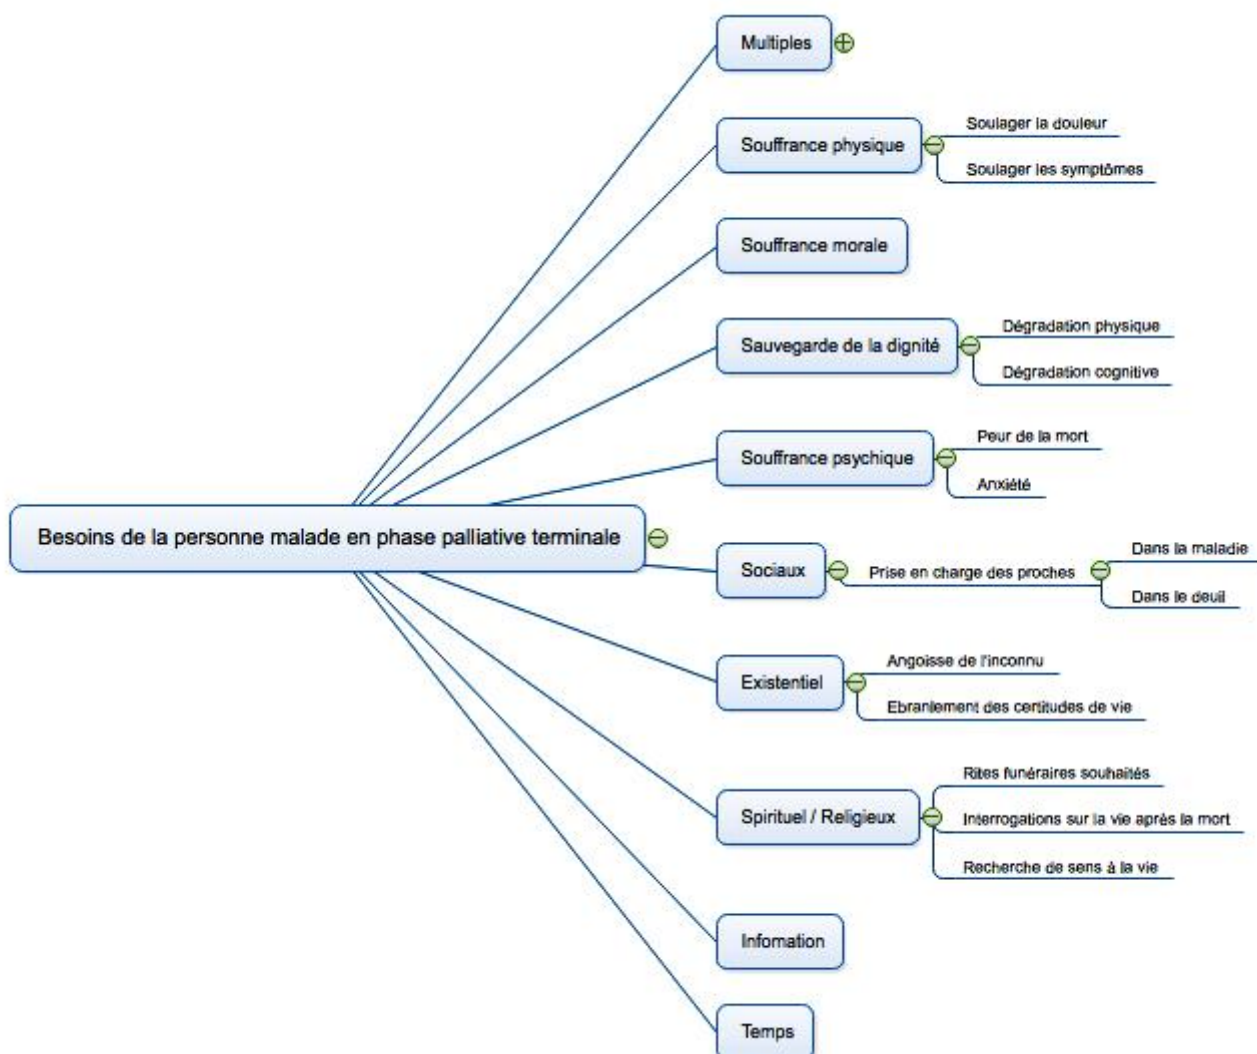 Multiples
Soulager la douleur
Souffrance physique
Soulager les symptômes
Souffrance morale
Dégradation physique
Sauvegarde de la dignité
Dégradation cognitive
Peur de la mort
Souffrance psychique
Anxiété
Besoins de la personne malade en phase palliative terminale
Dans la maladie
Sociaux
Prise en charge des proches
Dans le deuil
Angoisse de l'inconnu
Existentiel
Ebranlement des certitudes de vie
Rites funéraires souhaités
Spirituel / Religieux
Interrogations sur la vie après la mort
Recherche de sens à la vie
Infomation
Temps